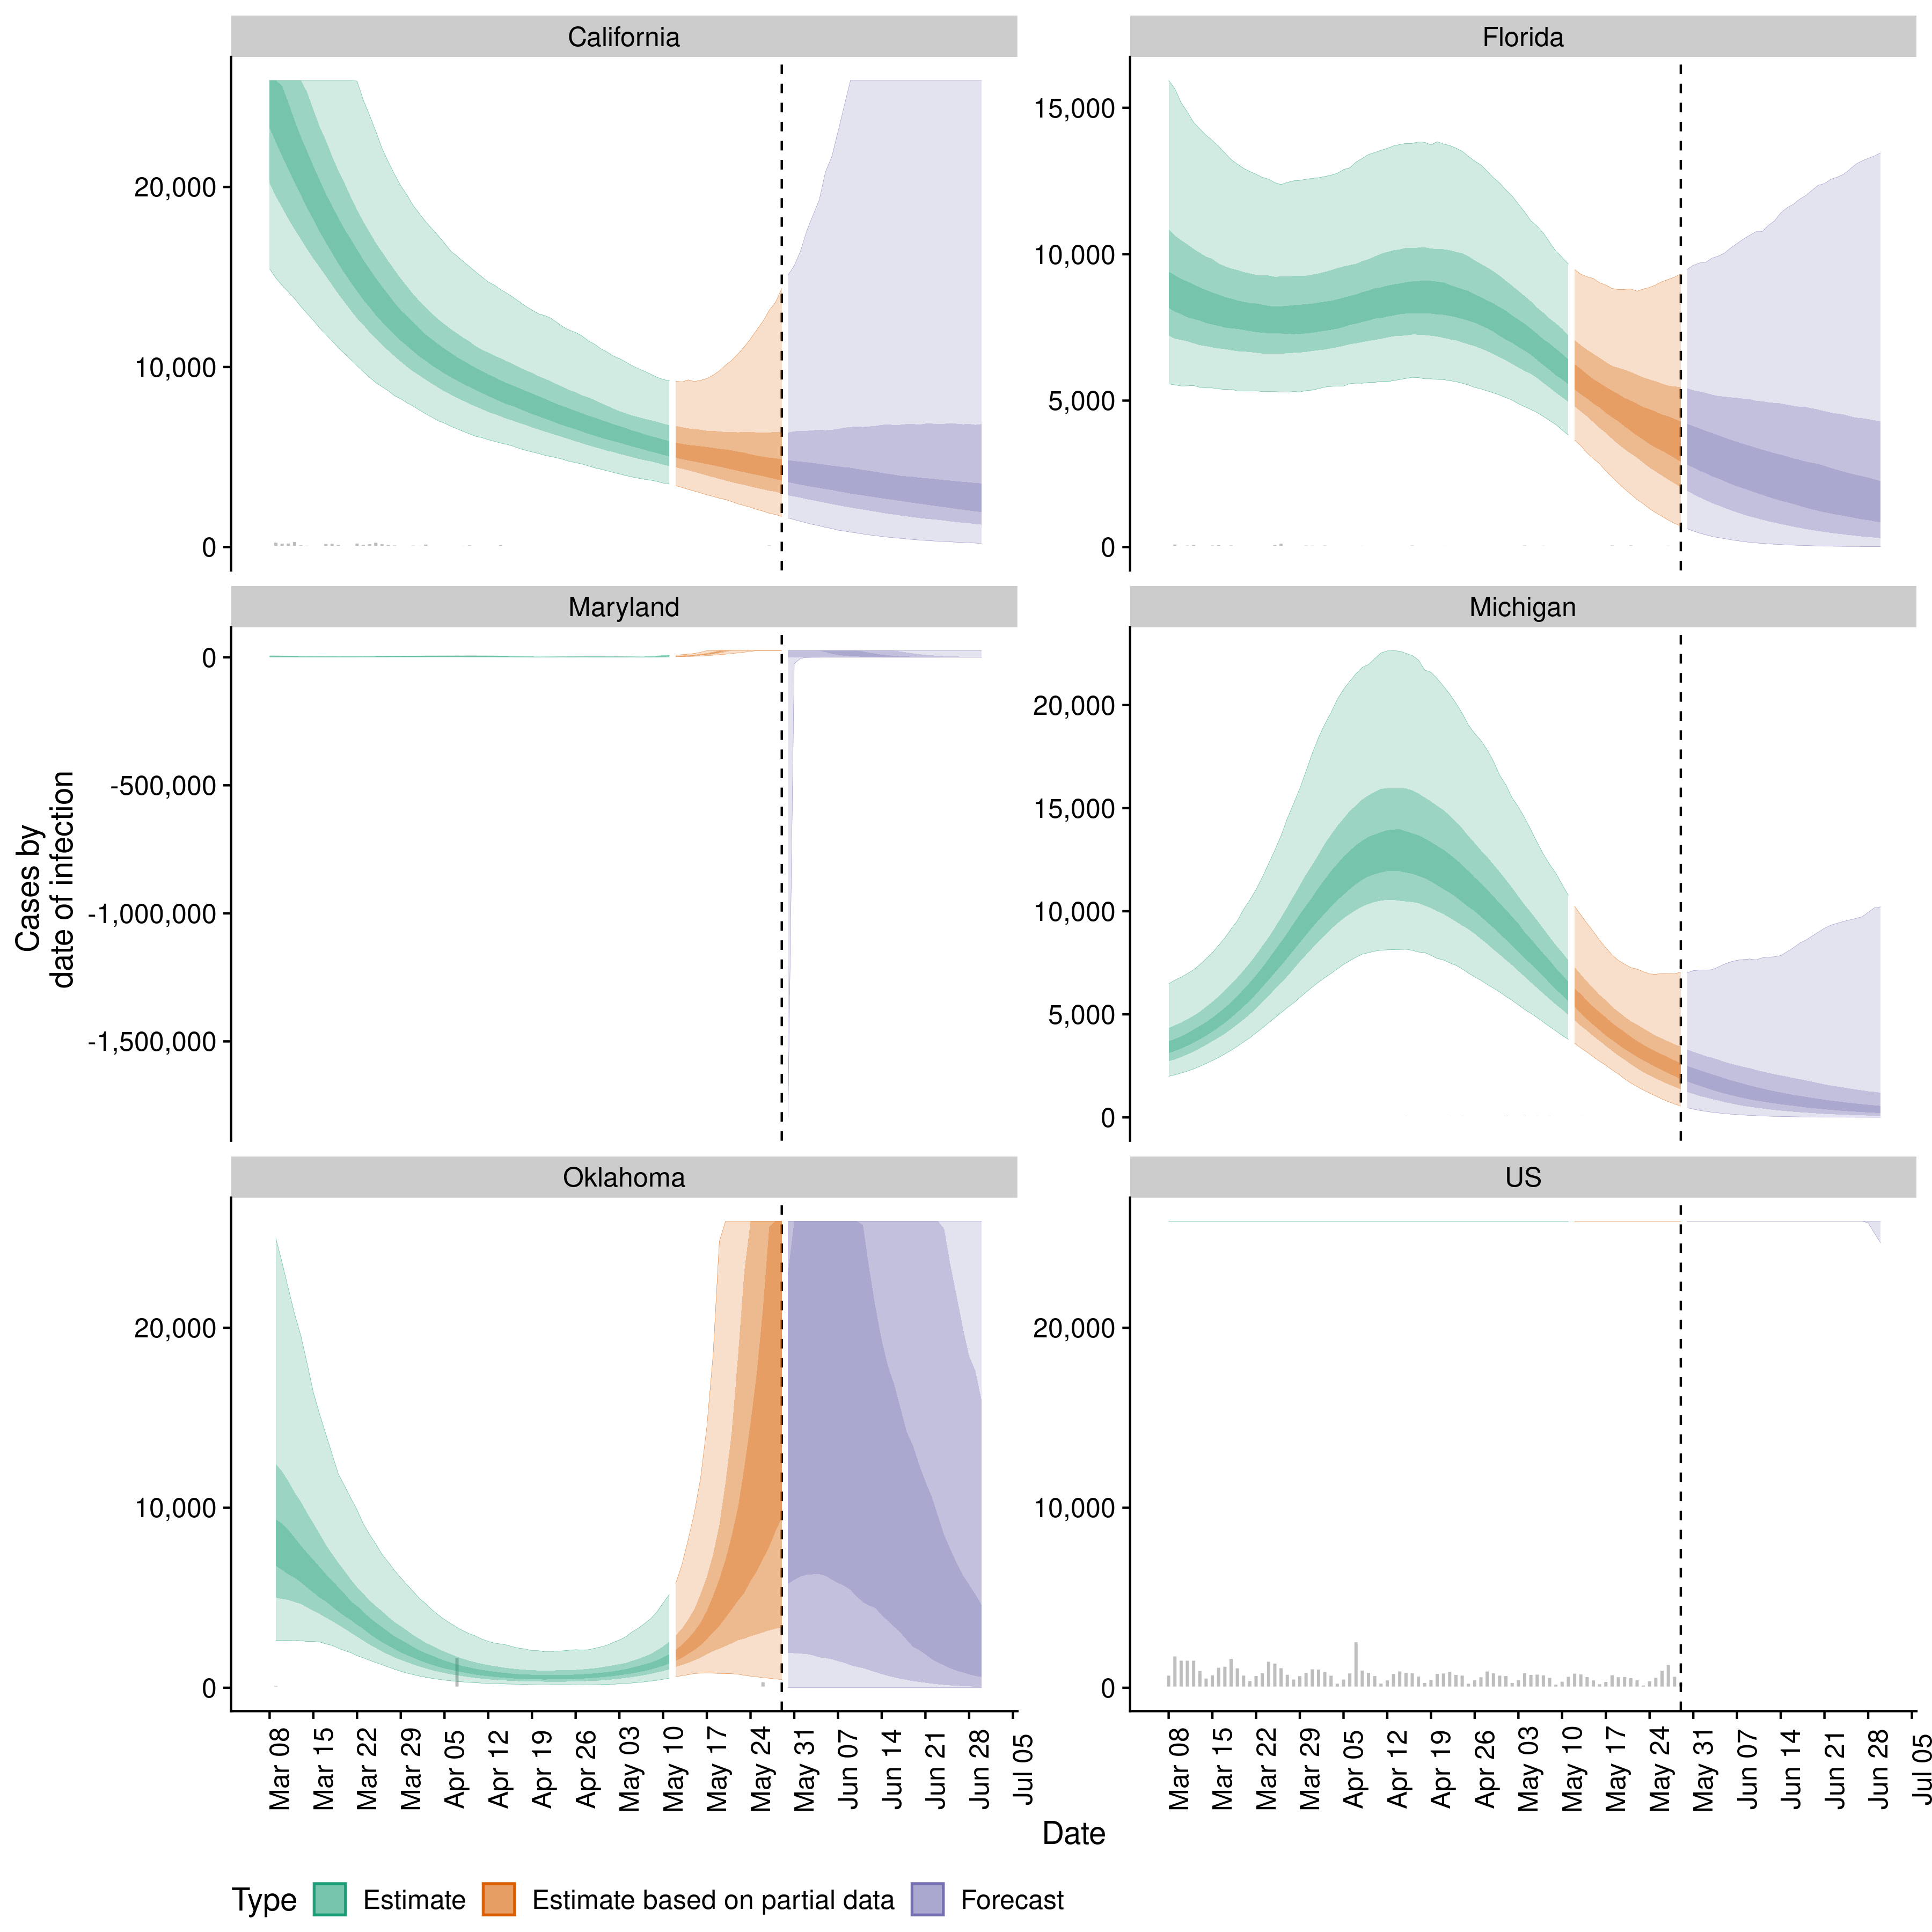 California
Florida
20,000
10,000
0
15,000
10,000
5,000
0
Maryland
Michigan
0
-500,000
-1,000,000
-1,500,000
20,000
15,000
10,000
5,000
0
Cases by
date of infection
Oklahoma
US
20,000
10,000
0
20,000
10,000
0
Mar 08
Mar 15
Mar 22
Mar 29
Apr 05
Apr 12
Apr 19
Apr 26
May 03
May 10
May 17
May 24
May 31
Jun 07
Jun 14
Jun 21
Jun 28
Jul 05
Mar 08
Mar 15
Mar 22
Mar 29
Apr 05
Apr 12
Apr 19
Apr 26
May 03
May 10
May 17
May 24
May 31
Jun 07
Jun 14
Jun 21
Jun 28
Jul 05
Date
Type Estimate Estimate based on partial data Forecast